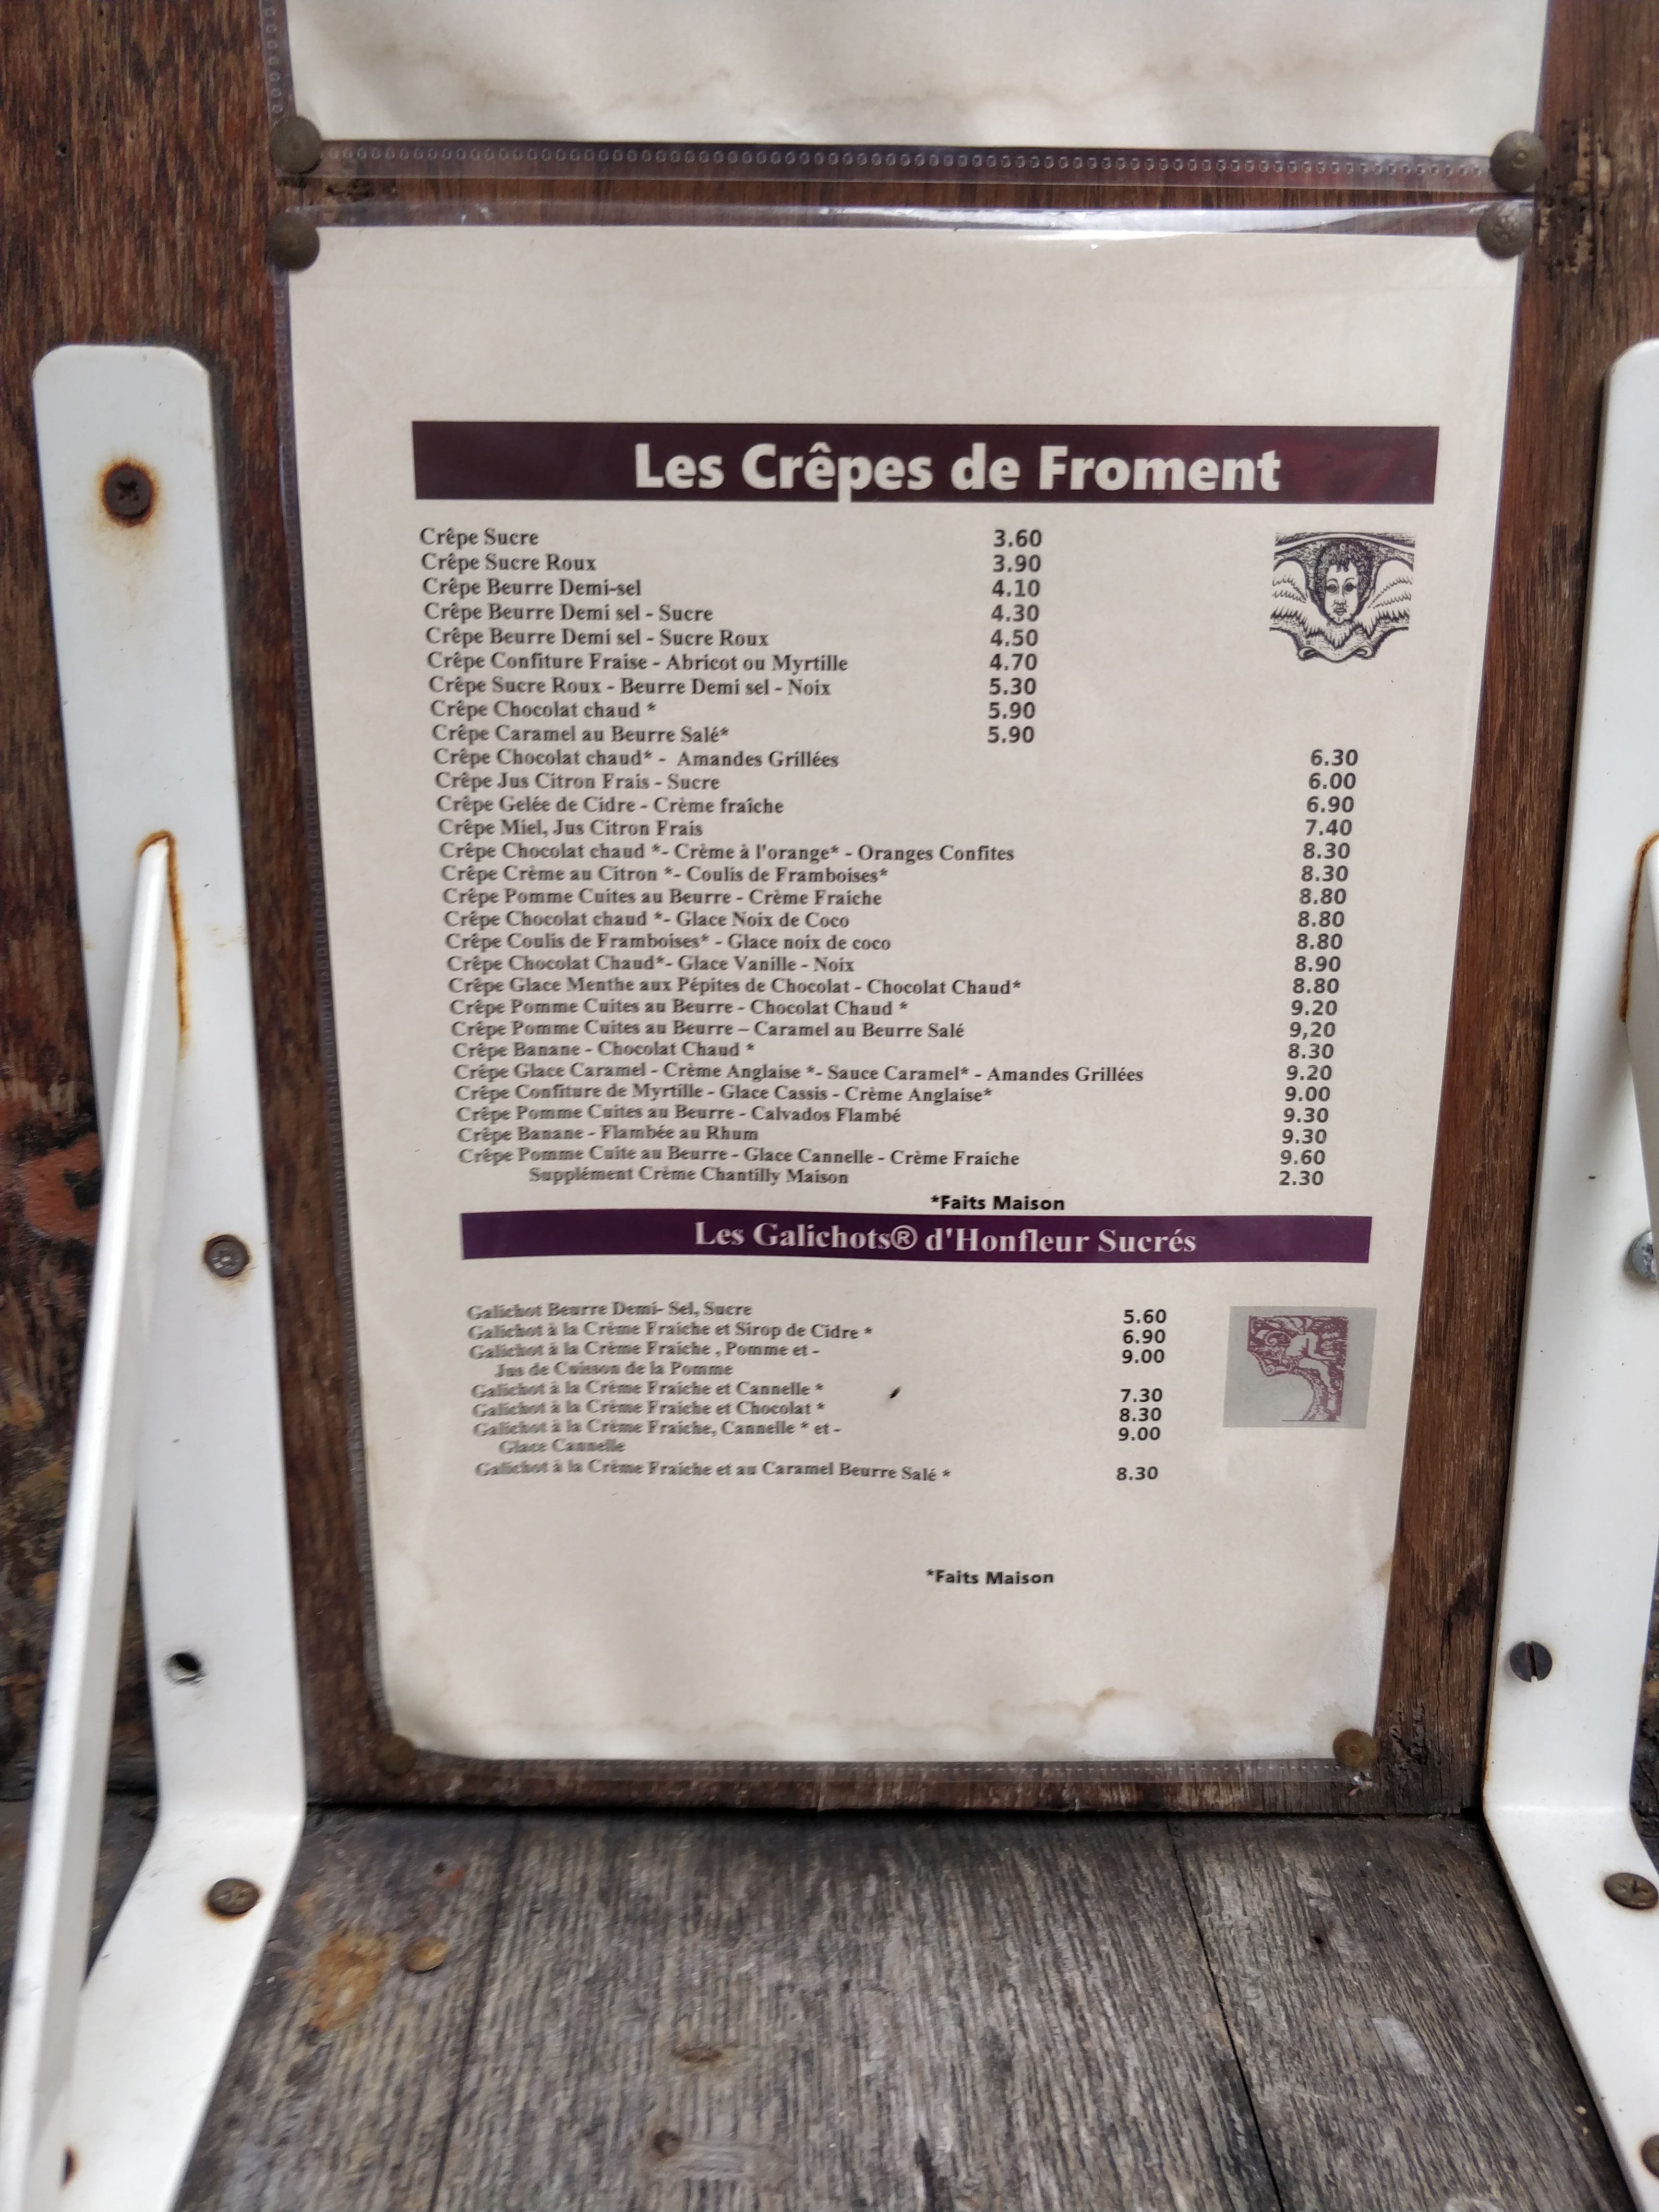 Les Crêpes de Froment
Crêpe Sucre 3.60
Crêpe Sucre Roux 3.90
Crêpe Beurre Demi-sel 4.10
Crêpe Beurre Demi sel - Sucre 4.30
Crêpe Beurre Demi sel - Sucre Roux 4.50
Crêpe Confiture Fraise - Abricot ou Myrtille 4.70
Crêpe Sucre Roux - Beurre Demi sel - Noix 5.30
Crêpe Chocolat chaud * 5.90
Crêpe Caramel au Beurre Salé* 5.90
Crêpe Chocolat chaud* - Amandes Grillées 6.30
Crêpe Jus Citron Frais - Sucre 6.00
Crêpe Gelée de Cidre - Crème fraîche 6.90
Crêpe Miel, Jus Citron Frais 7.40
Crêpe Chocolat chaud *- Crème à l'orange* - Oranges Confites 8.30
Crêpe Crème au Citron *- Coulis de Framboises* 8.30
Crêpe Pomme Cuites au Beurre - Crème Fraiche 8.80
Crêpe Chocolat chaud *- Glace Noix de Coco 8.80
Crêpe Coulis de Framboises* - Glace noix de coco 8.80
Crêpe Chocolat Chaud*- Glace Vanille - Noix 8.90
Crêpe Glace Menthe aux Pépites de Chocolat - Chocolat Chaud* 8.80
Crêpe Pomme Cuites au Beurre - Chocolat Chaud * 9.20
Crêpe Pomme Cuites au Beurre – Caramel au Beurre Salé 9,20
Crêpe Banane - Chocolat Chaud * 8.30
Crêpe Glace Caramel - Crème Anglaise *- Sauce Caramel* - Amandes Grillées 9.20
Crêpe Confiture de Myrtille - Glace Cassis - Crème Anglaise* 9.00
Crêpe Pomme Cuites au Beurre - Calvados Flambé 9.30
Crêpe Banane - Flambée au Rhum 9.30
Crêpe Pomme Cuite au Beurre - Glace Cannelle - Crème Fraiche 9.60
Supplément Crème Chantilly Maison 2.30
*Faits Maison
Les Galichots® d'Honfleur Sucrés
Galichot Beurre Demi- Sel, Sucre 5.60
Galichot à la Crème Fraiche et Sirop de Cidre * 6.90
Galichot à la Crème Fraiche , Pomme et - 9.00
Jus de Cuisson de la Pomme
Galichot à la Crème Fraiche et Cannelle * 7.30
Galichot à la Crème Fraiche et Chocolat * 8.30
Galichot à la Crème Fraiche, Cannelle * et - 9.00
Glace Cannelle
Galichot à la Crème Fraiche et au Caramel Beurre Salé * 8.30
*Faits Maison